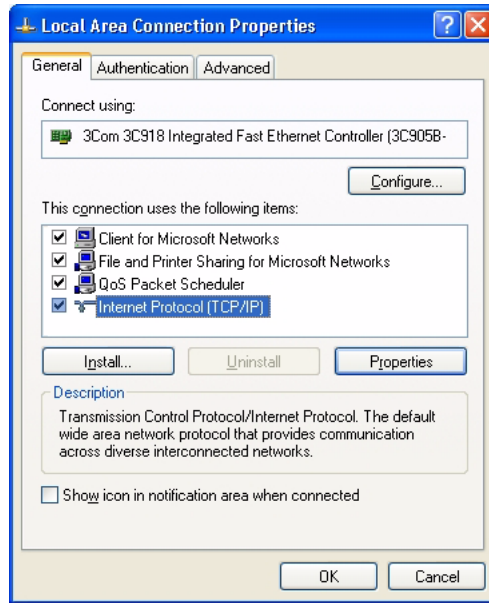 Local Area Connection Properties
General Authentication Advanced
Connect using:
3Com 3C918 Integrated Fast Ethernet Controller (3C905B-
Configure...
This connection uses the following items:
Client for Microsoft Networks
File and Printer Sharing for Microsoft Networks
QoS Packet Scheduler
Internet Protocol (TCP/IP)
Install... Uninstall Properties
Description
Transmission Control Protocol/Internet Protocol. The default
wide area network protocol that provides communication
across diverse interconnected networks.
Show icon in notification area when connected
OK Cancel